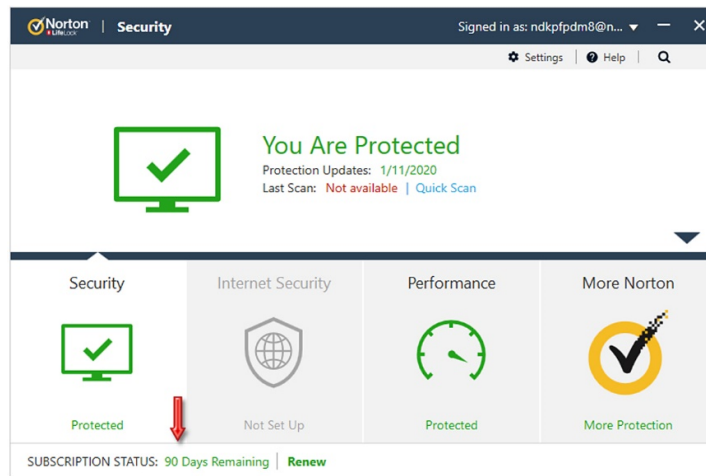 Norton | Security
LifeLock
Signed in as: ndkpfpdm8@n...
Settings | Help |
You Are Protected
Protection Updates: 1/11/2020
Last Scan: Not available | Quick Scan
Security
Internet Security
Performance
More Norton
Protected
Not Set Up
Protected
More Protection
SUBSCRIPTION STATUS: 90 Days Remaining | Renew